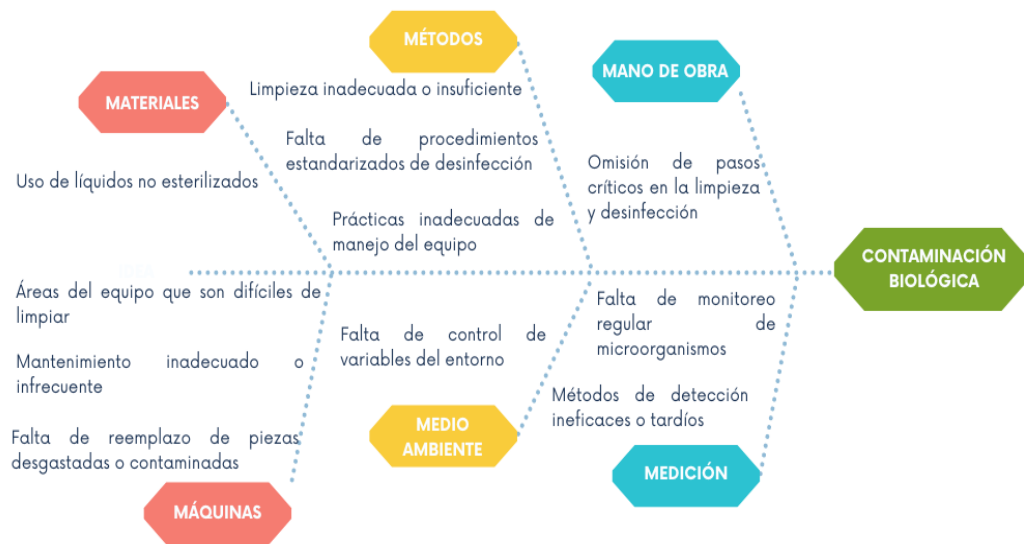 MÉTODOS
MANO DE OBRA
MATERIALES
Limpieza inadecuada o insuficiente
Falta de procedimientos
estandarizados de desinfección
Omisión de pasos
críticos en la limpieza
y desinfección
Uso de líquidos no esterilizados
Prácticas inadecuadas de
manejo del equipo
CONTAMINACIÓN
BIOLÓGICA
IDEA
Áreas del equipo que son difíciles de
limpiar
Falta de monitoreo
regular de
microorganismos
Falta de control de
variables del entorno
Mantenimiento inadecuado o
infrecuente
Métodos de detección
ineficaces o tardíos
Falta de reemplazo de piezas
desgastadas o contaminadas
MEDIO
AMBIENTE
MEDICIÓN
MÁQUINAS